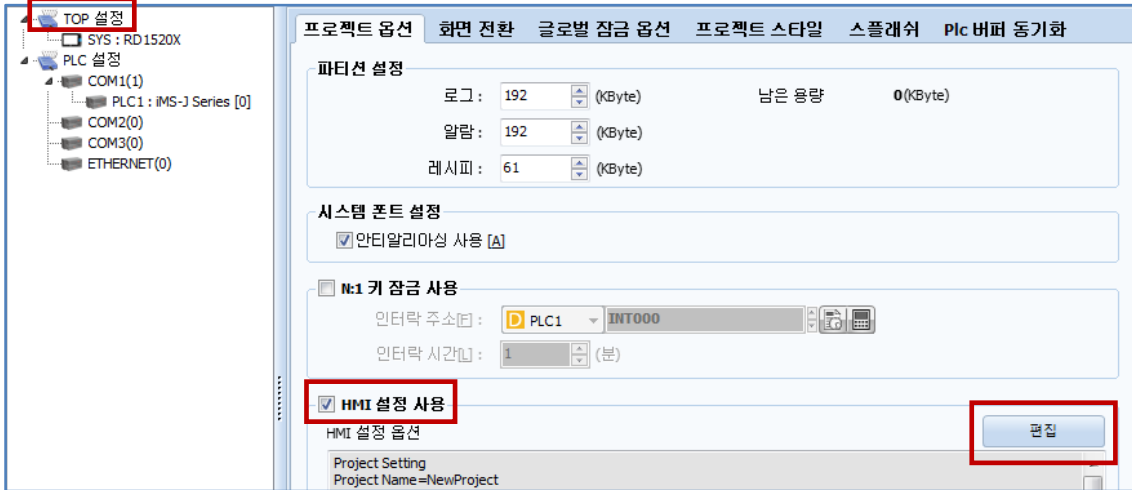 TOP 설정
SYS : RD1520X
PLC 설정
COM1(1)
PLC1 : iMS-J Series [0]
COM2(0)
COM3(0)
ETHERNET(0)
프로젝트 옵션 화면 전환 글로벌 잠금 옵션 프로젝트 스타일 스플래쉬 Plc 버퍼 동기화
파티션 설정
로그 : 192 (KByte) 남은 용량 0(KByte)
알람 : 192 (KByte)
레시피 : 61 (KByte)
시스템 폰트 설정
안티알리아싱 사용 [A]
N:1 키 잠금 사용
인터락 주소[F] : D PLC1 INT000
인터락 시간[L] : 1 (분)
HMI 설정 사용
HMI 설정 옵션 편집
Project Setting
Project Name=NewProject